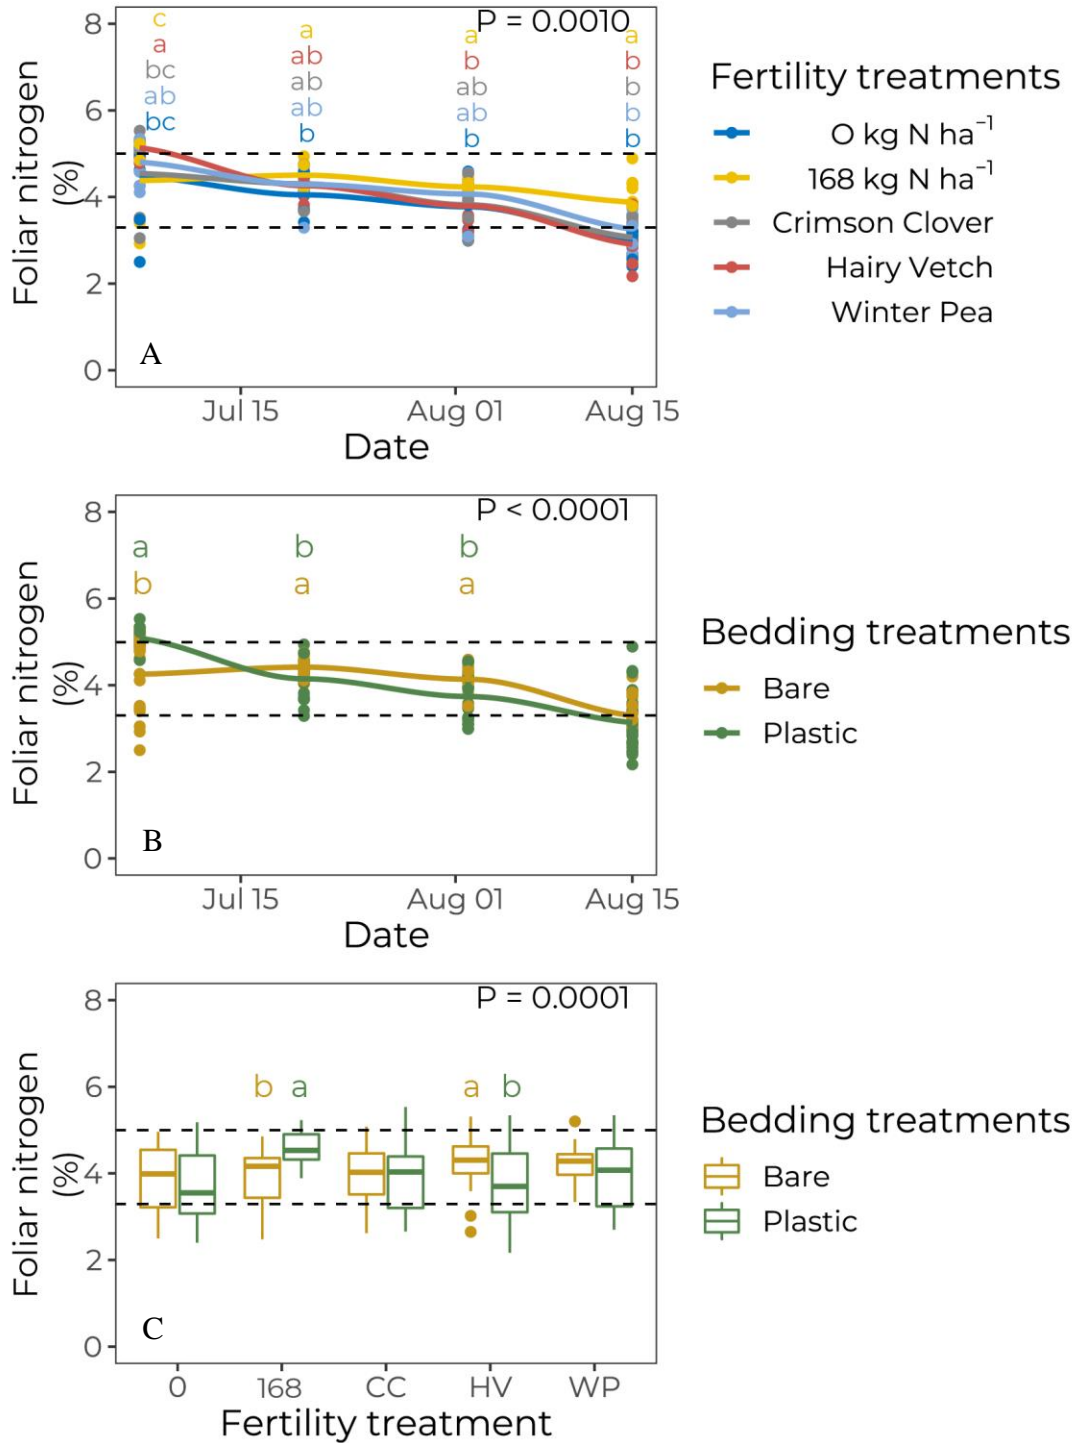 8
6
4
2
0
Foliar nitrogen
(%)
P = 0.0010
c
a
bc
ab
bc
a
ab
ab
ab
b
a
b
ab
ab
b
a
b
b
b
b
A
Jul 15
Aug 01
Aug 15
Date
Fertility treatments
0 kg N ha⁻¹
168 kg N ha⁻¹
Crimson Clover
Hairy Vetch
Winter Pea
8
6
4
2
0
Foliar nitrogen
(%)
P < 0.0001
a
b
b
a
b
a
B
Jul 15
Aug 01
Aug 15
Date
Bedding treatments
Bare
Plastic
8
6
4
2
0
Foliar nitrogen
(%)
P = 0.0001
b a
a b
C
0
168
CC
HV
WP
Fertility treatment
Bedding treatments
Bare
Plastic